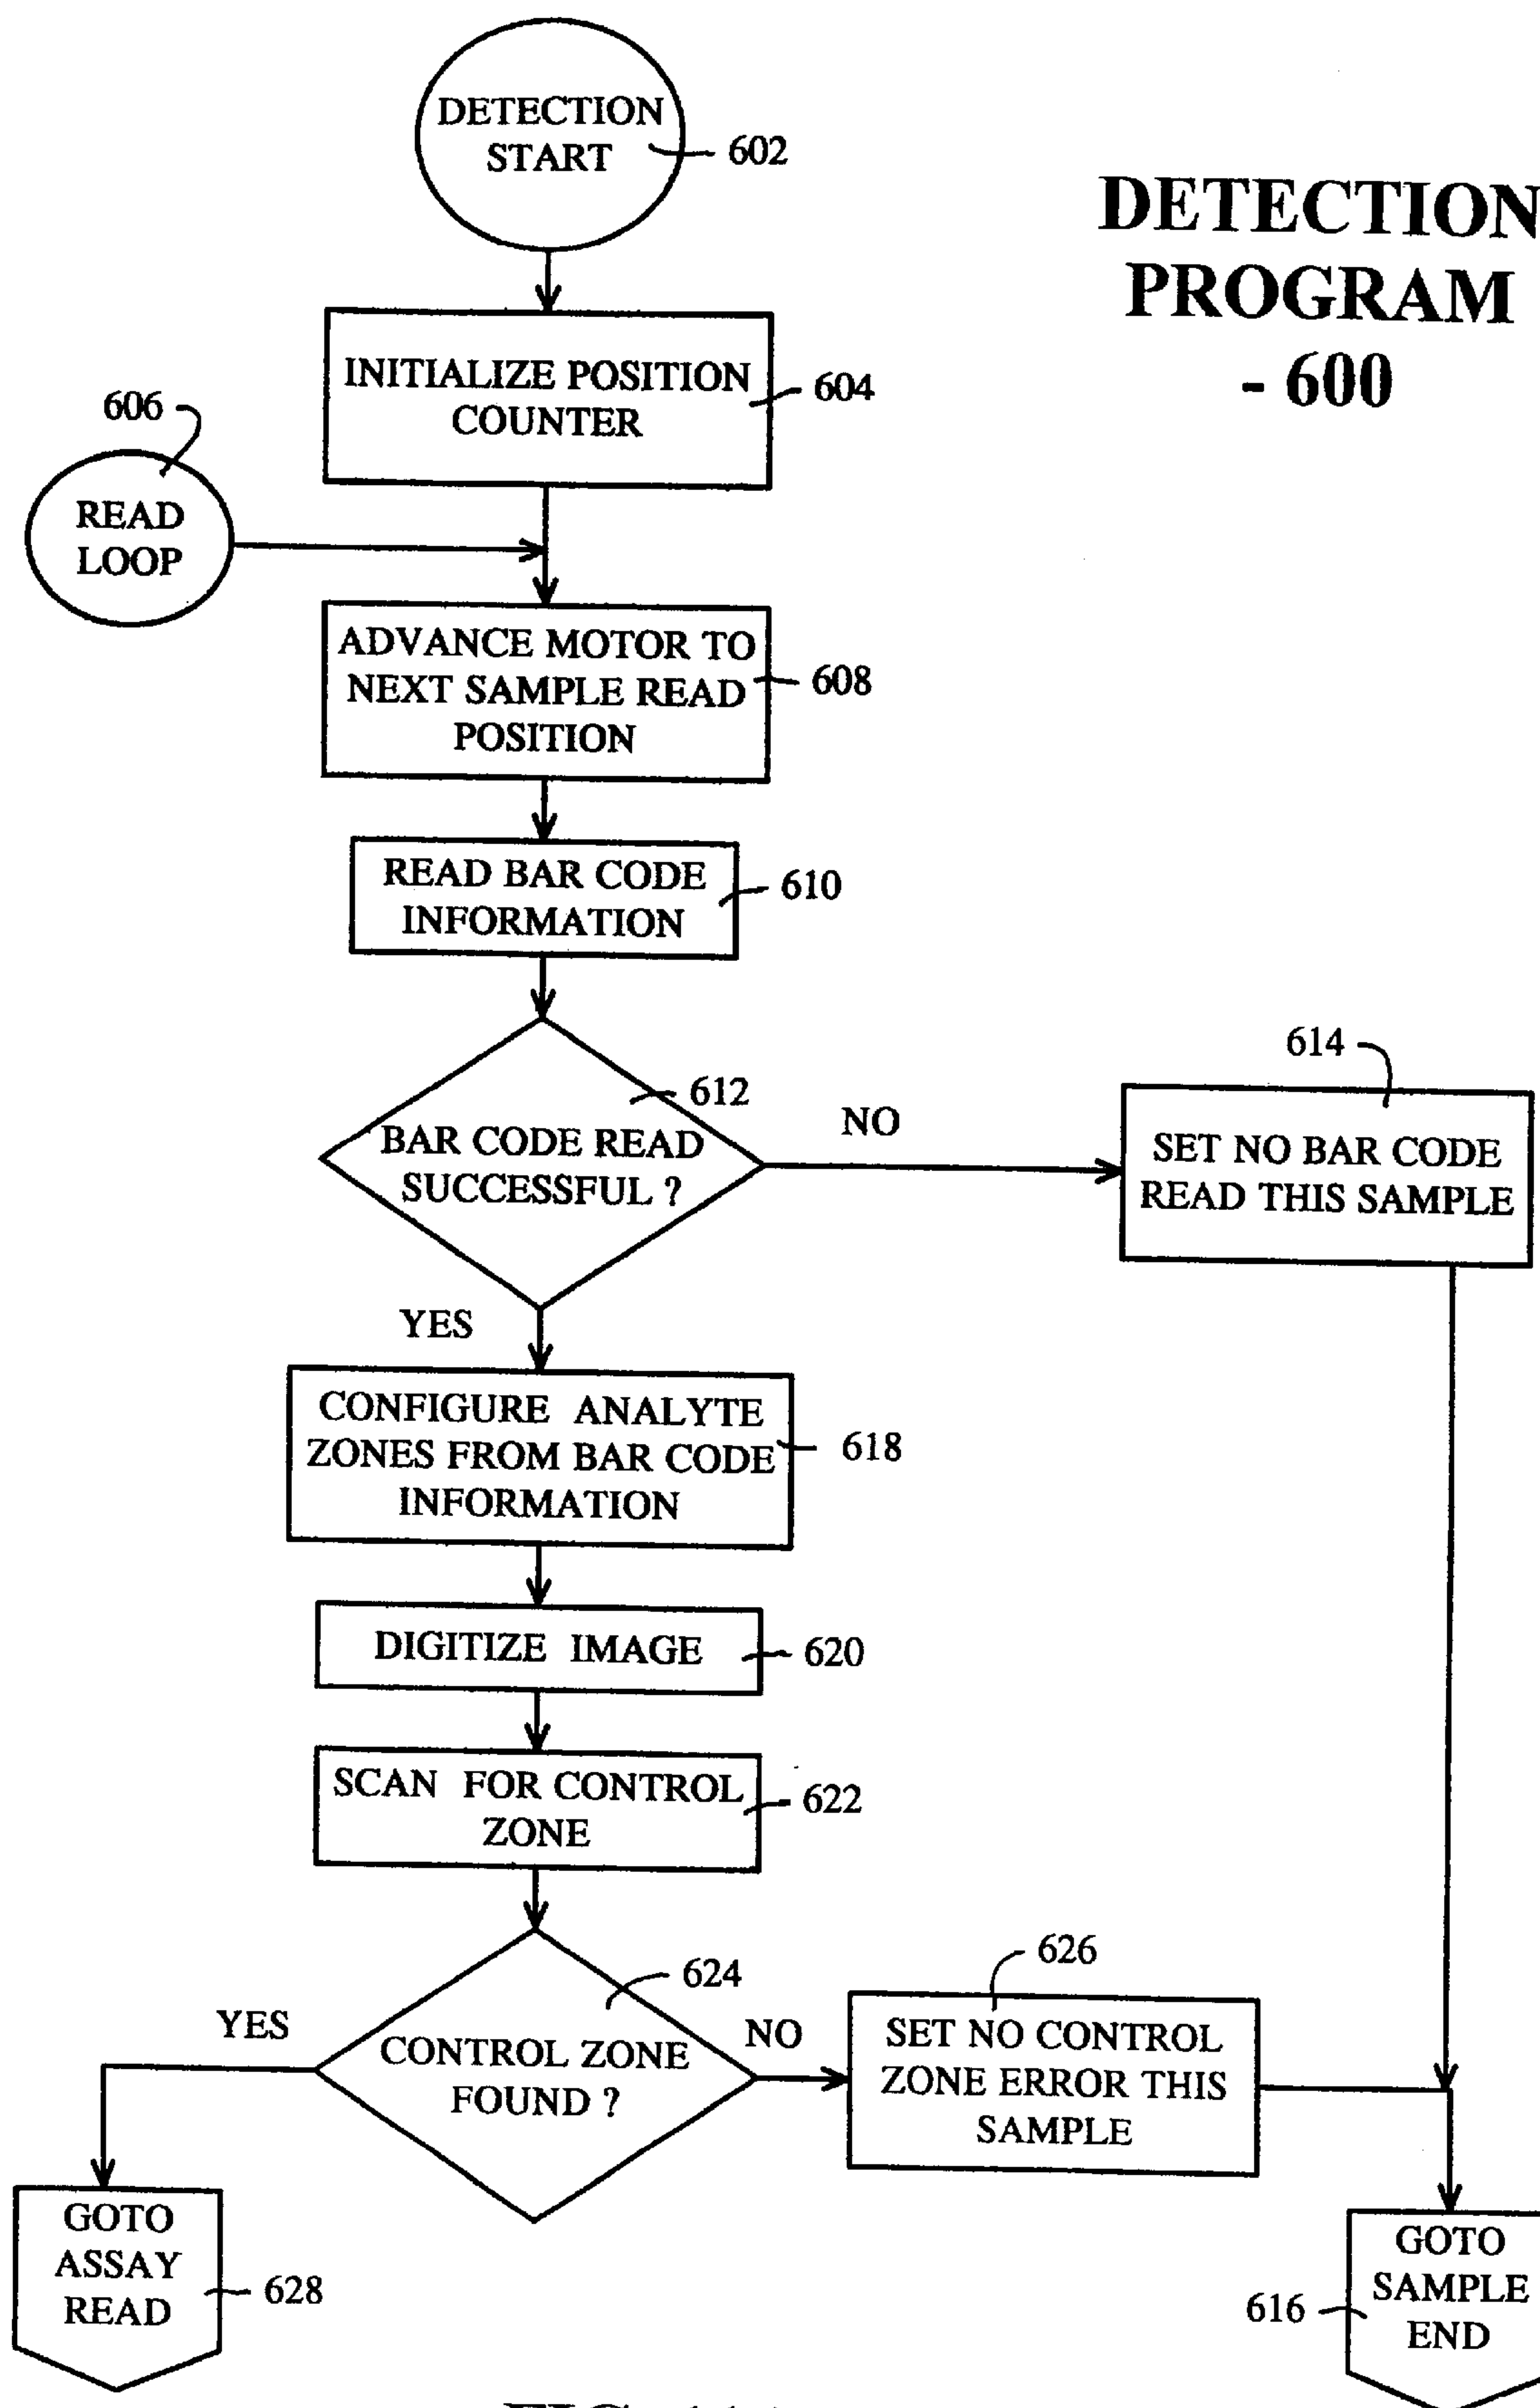 DETECTION
START
602
DETECTION
PROGRAM
- 600
INITIALIZE POSITION
COUNTER
604
606
READ
LOOP
ADVANCE MOTOR TO
NEXT SAMPLE READ
POSITION
608
READ BAR CODE
INFORMATION
610
612
BAR CODE READ
SUCCESSFUL ?
NO
614
SET NO BAR CODE
READ THIS SAMPLE
YES
CONFIGURE ANALYTE
ZONES FROM BAR CODE
INFORMATION
618
DIGITIZE IMAGE
620
SCAN FOR CONTROL
ZONE
622
624
CONTROL ZONE
FOUND ?
YES
NO
626
SET NO CONTROL
ZONE ERROR THIS
SAMPLE
GOTO
ASSAY
READ
628
GOTO
SAMPLE
END
616